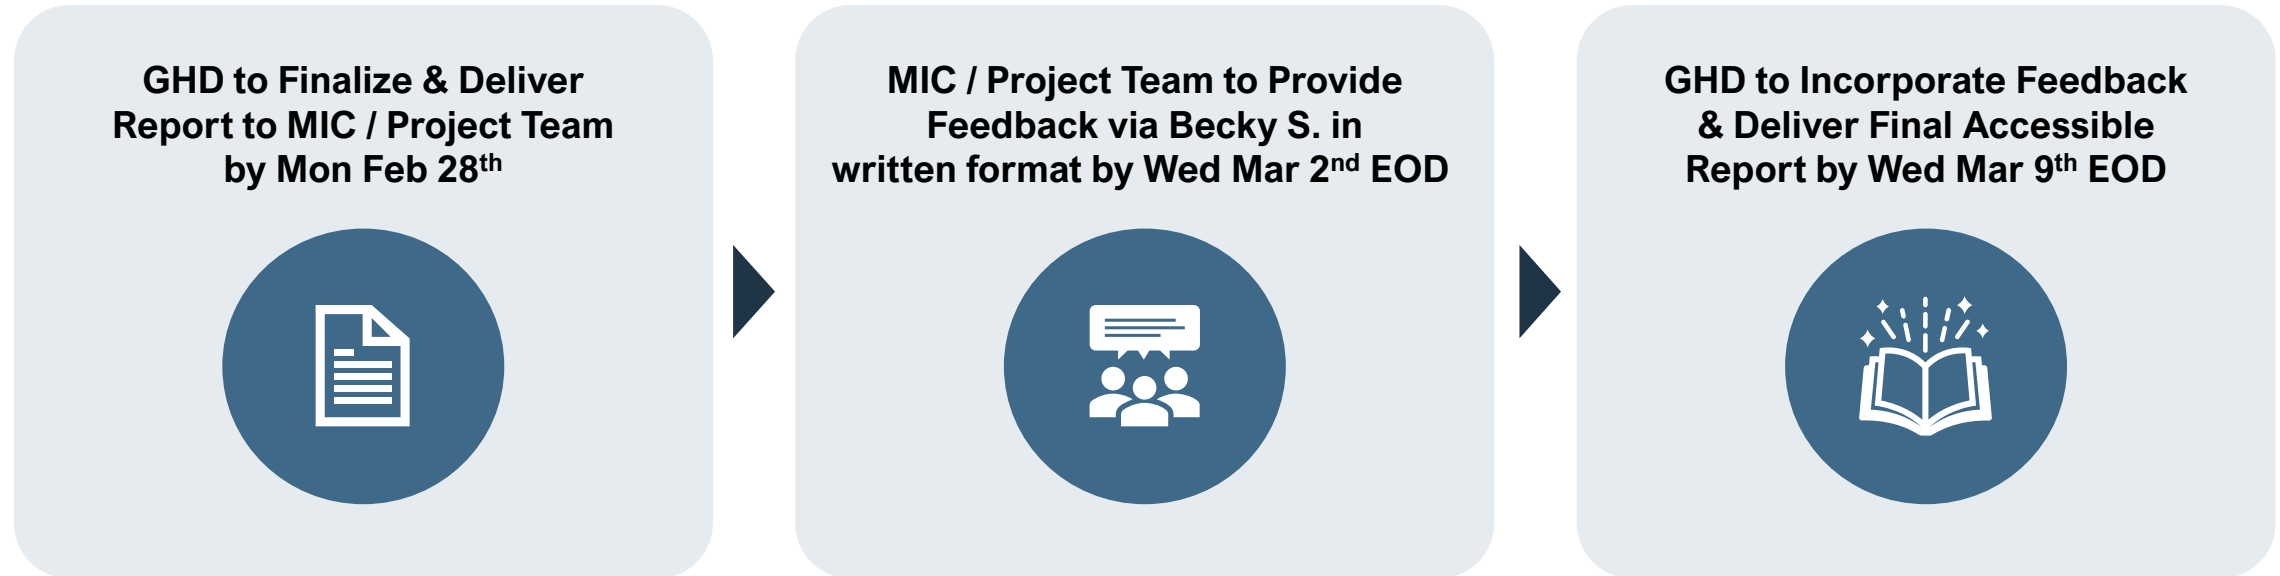 GHD to Finalize & Deliver
Report to MIC / Project Team
by Mon Feb 28th
MIC / Project Team to Provide
Feedback via Becky S. in
written format by Wed Mar 2nd EOD
GHD to Incorporate Feedback
& Deliver Final Accessible
Report by Wed Mar 9th EOD